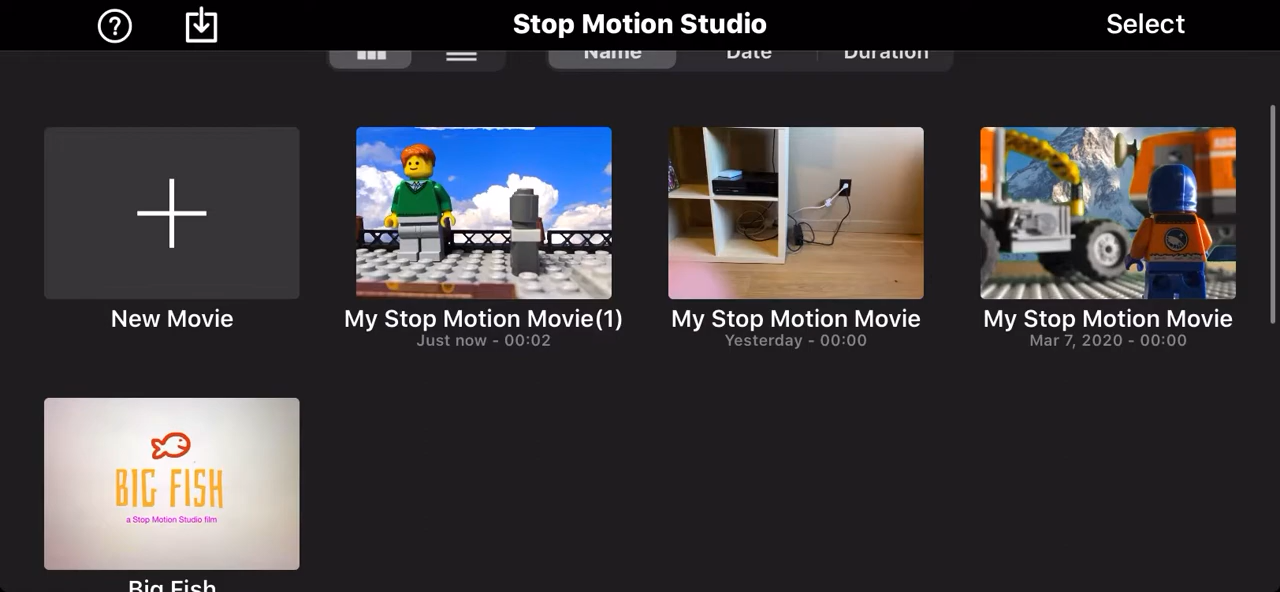 ?
Stop Motion Studio
Select
Name
Date
Duration
New Movie
My Stop Motion Movie(1)
Just now - 00:02
My Stop Motion Movie
Yesterday - 00:00
My Stop Motion Movie
Mar 7, 2020 - 00:00
BIG FISH
a Stop Motion Studio film
Big Fish